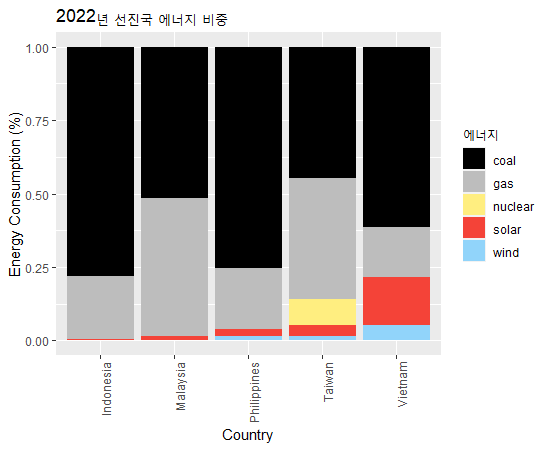 2022년 선진국 에너지 비중
Energy Consumption (%)
1.00
0.75
0.50
0.25
0.00
Indonesia
Malaysia
Philippines
Taiwan
Vietnam
Country
에너지
coal
gas
nuclear
solar
wind